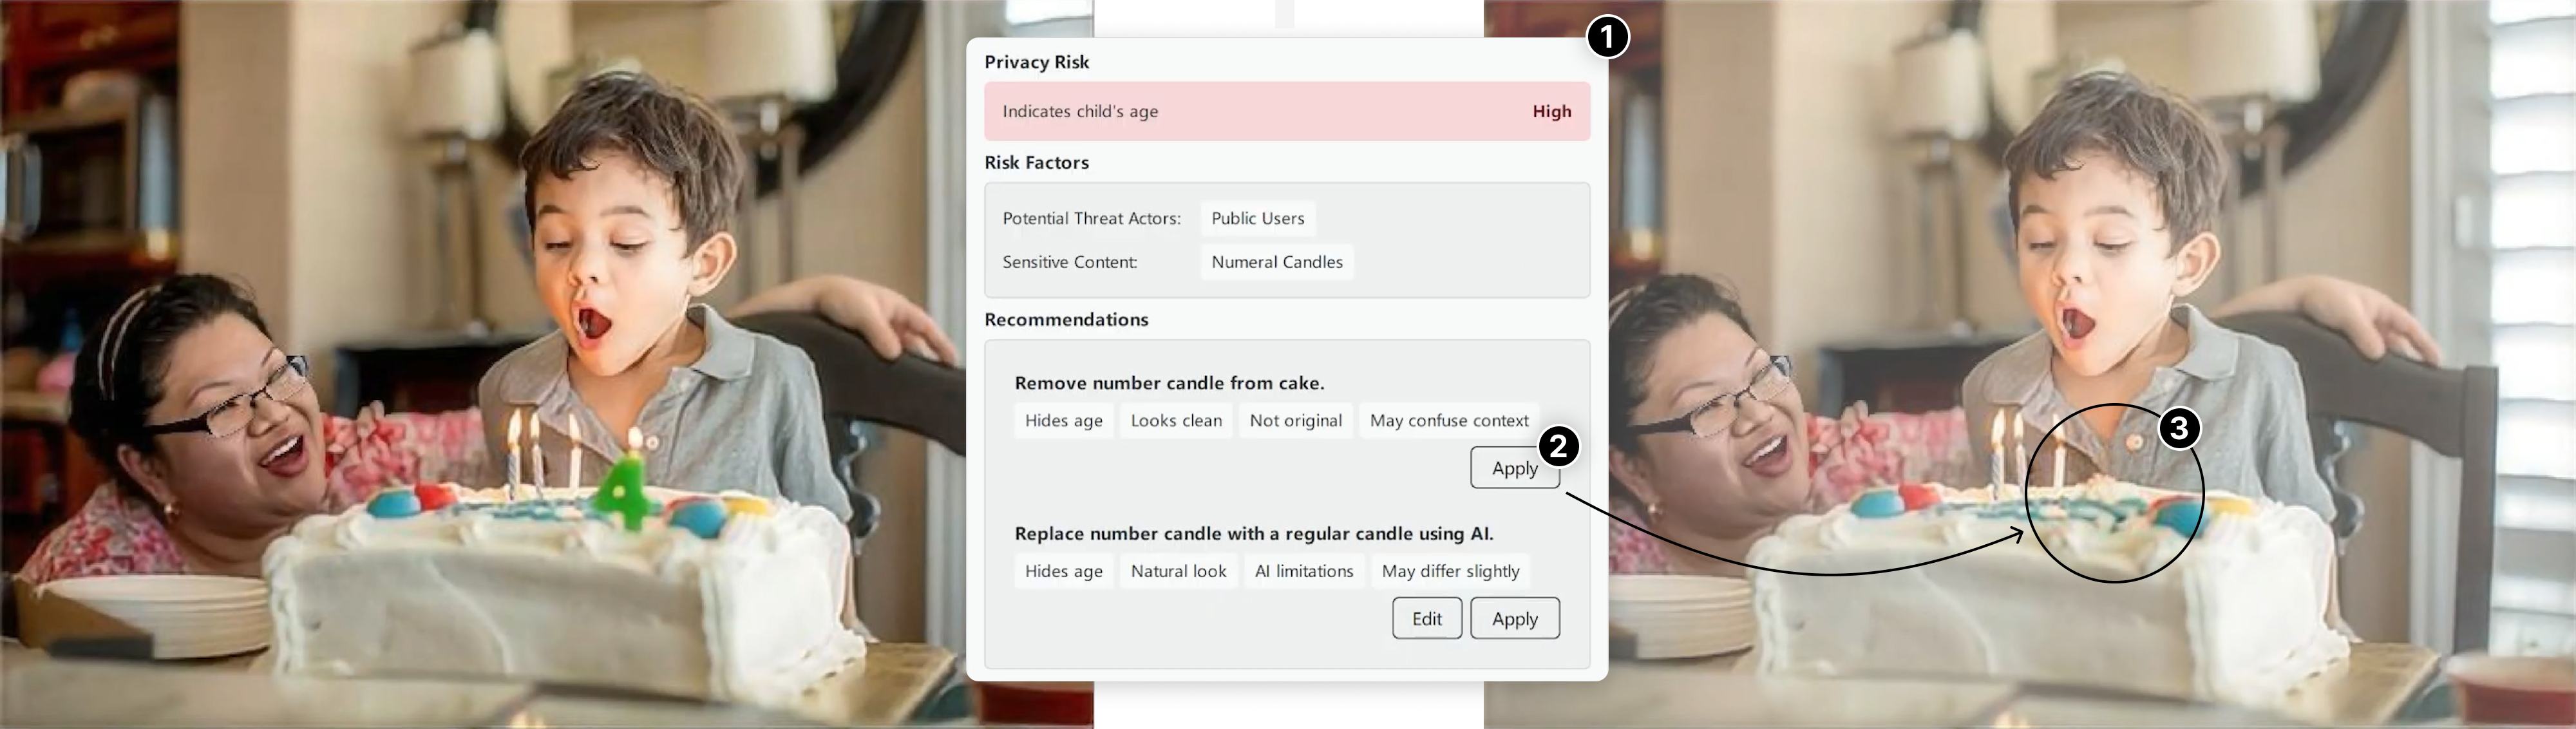 1
Privacy Risk
Indicates child's age High
Risk Factors
Potential Threat Actors: Public Users
Sensitive Content: Numeral Candles
Recommendations
Remove number candle from cake.
Hides age Looks clean Not original May confuse context
2
Apply
3
4
Replace number candle with a regular candle using AI.
Hides age Natural look AI limitations May differ slightly
Edit Apply